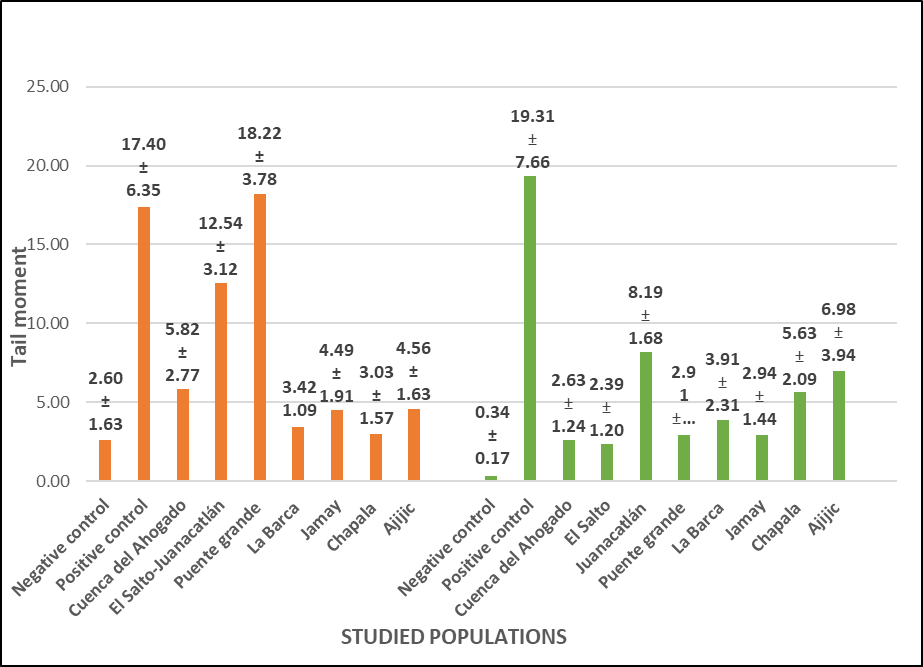 25.00
20.00
15.00
10.00
5.00
0.00
Tail moment
2.60
±
1.63
17.40
±
6.35
5.82
±
2.77
12.54
±
3.12
18.22
±
3.78
3.42
1.09
4.49
±
1.91
3.03
±
1.57
4.56
±
1.63
0.34
±
0.17
19.31
±
7.66
2.63
±
1.24
2.39
±
1.20
8.19
±
1.68
2.9
1
±...
3.91
±
2.31
2.94
±
1.44
5.63
±
2.09
6.98
±
3.94
Negative control
Positive control
Cuenca del Ahogado
El Salto-Juanacatlán
Puente grande
La Barca
Jamay
Chapala
Ajijic
Negative control
Positive control
Cuenca del Ahogado
El Salto
Juanacatlán
Puente grande
La Barca
Jamay
Chapala
Ajijic
STUDIED POPULATIONS